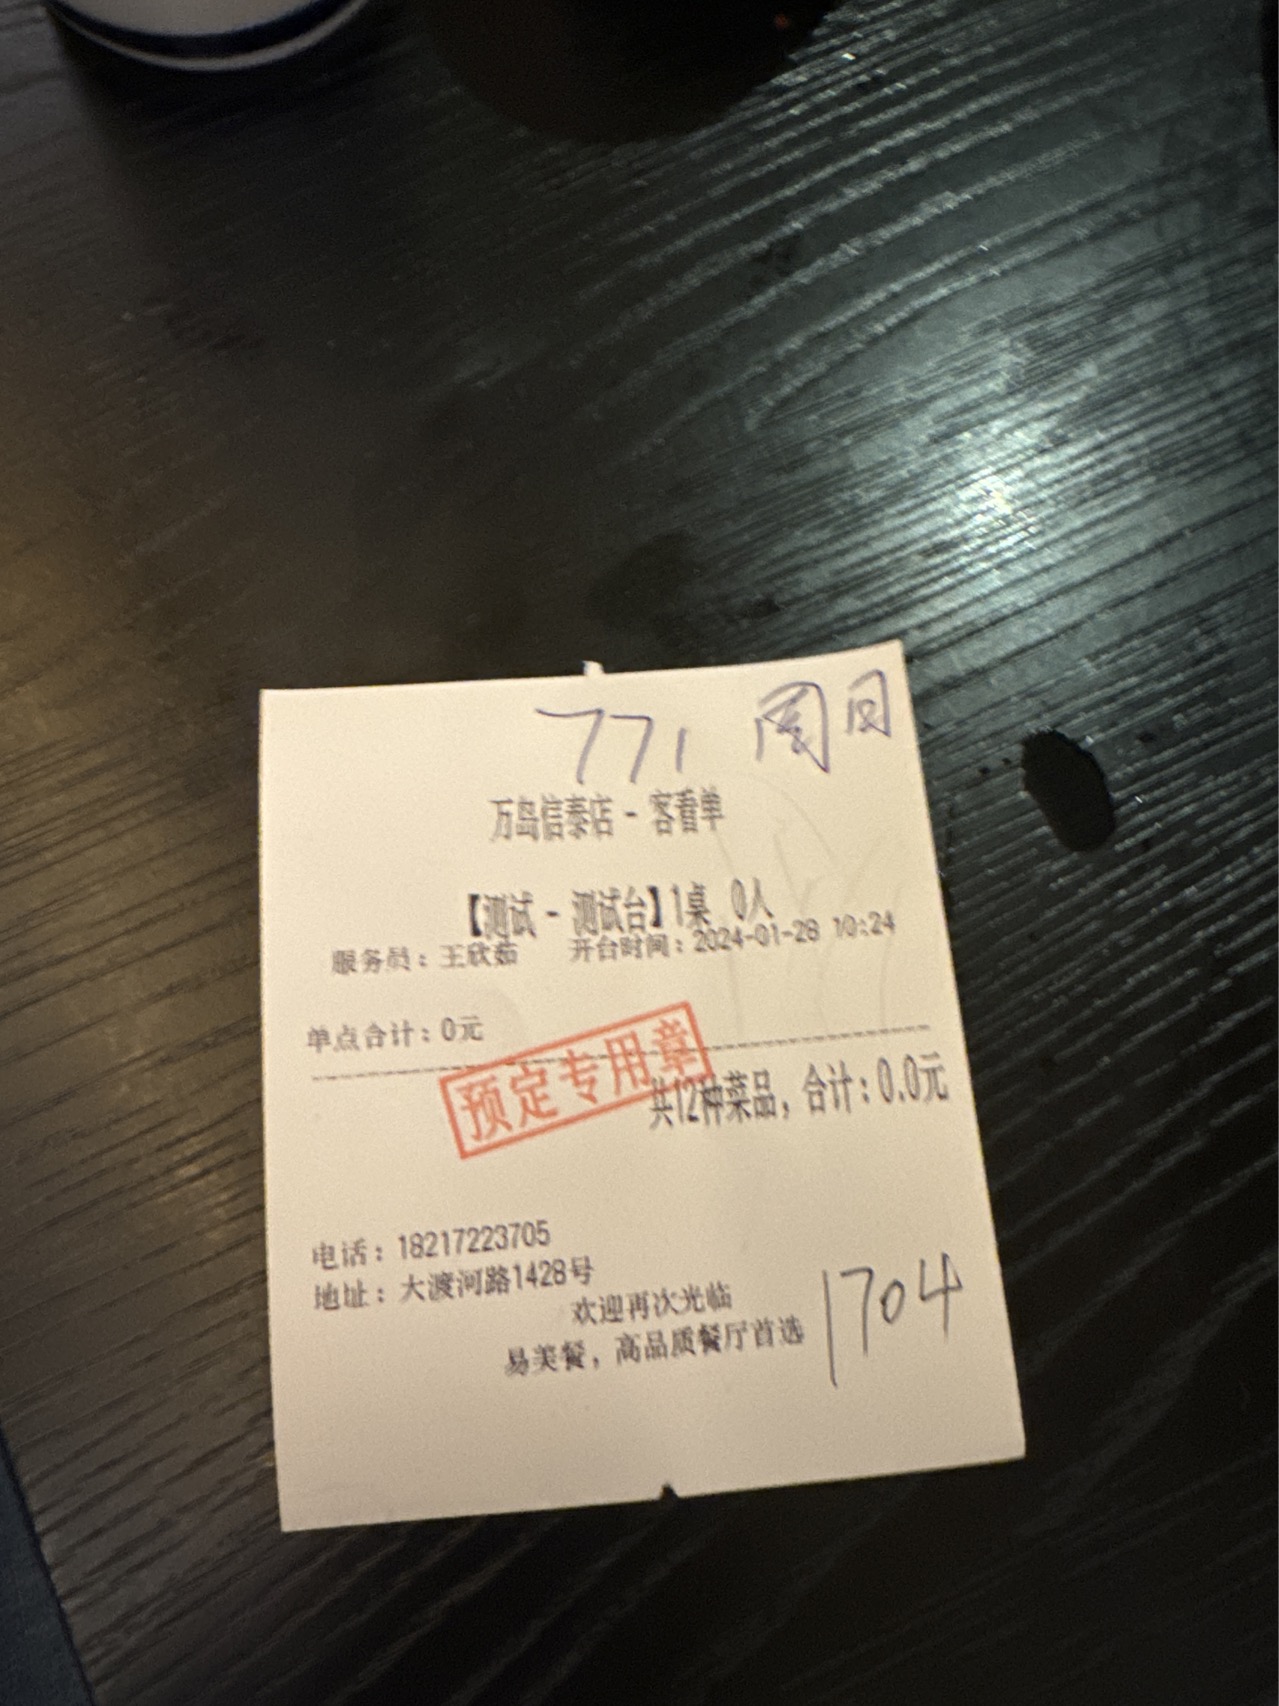 771 周日
万岛信泰店 - 客看单
【测试 - 测试台】1桌 0人
服务员：王欣茹 开台时间：2024-01-28 10:24
单点合计：0元
预定专用章
共12种菜品，合计：0.0元
电话：18217223705
地址：大渡河路1428号
欢迎再次光临
易美餐，高品质餐厅首选
1704